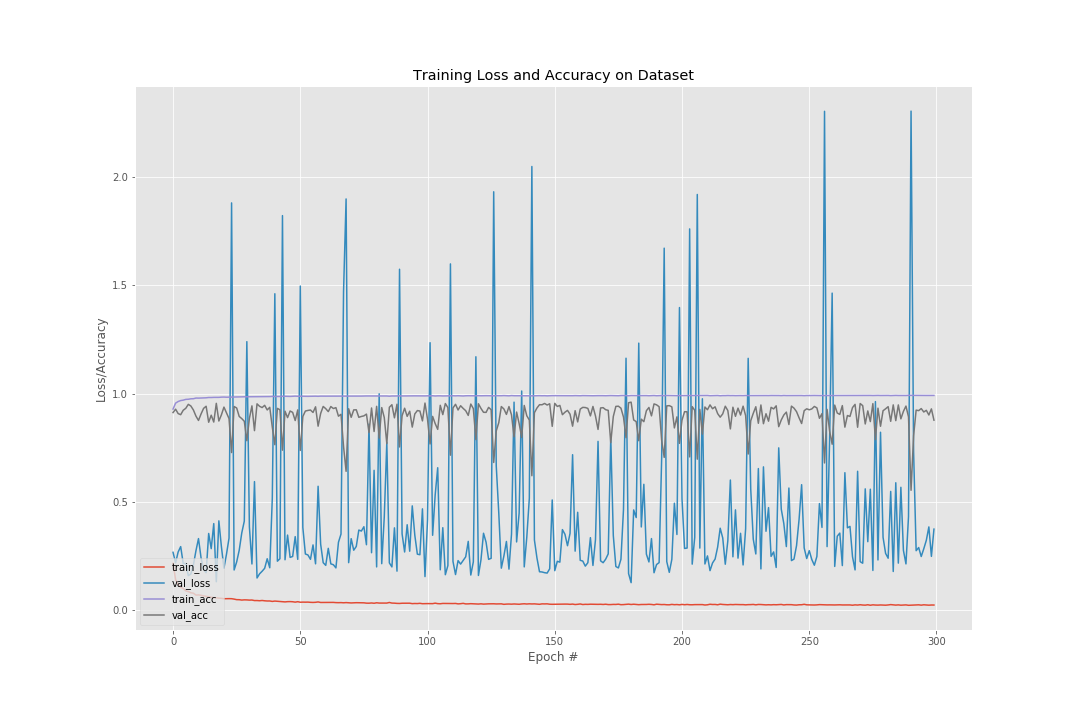 Training Loss and Accuracy on Dataset
Loss/Accuracy
2.0
1.5
1.0
0.5
0.0
train_loss
val_loss
train_acc
val_acc
0 50 100 150 200 250 300
Epoch #